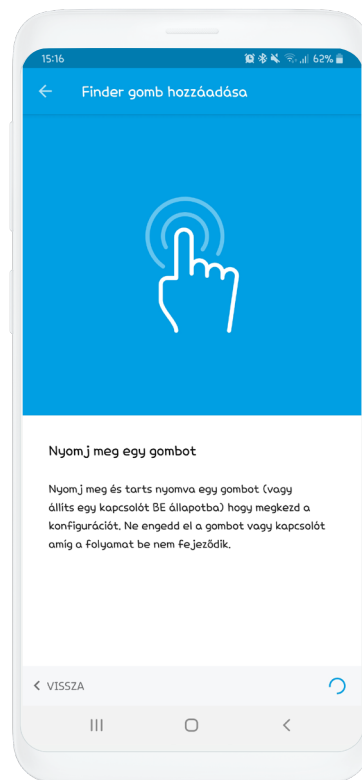 15:16 62%
Finder gomb hozzáadása
Nyomj meg egy gombot
Nyomj meg és tarts nyomva egy gombot (vagy
állíts egy kapcsolót BE állapotba) hogy megkezd a
konfigurációt. Ne engedd el a gombot vagy kapcsolót
amíg a folyamat be nem fejeződik.
VISSZA